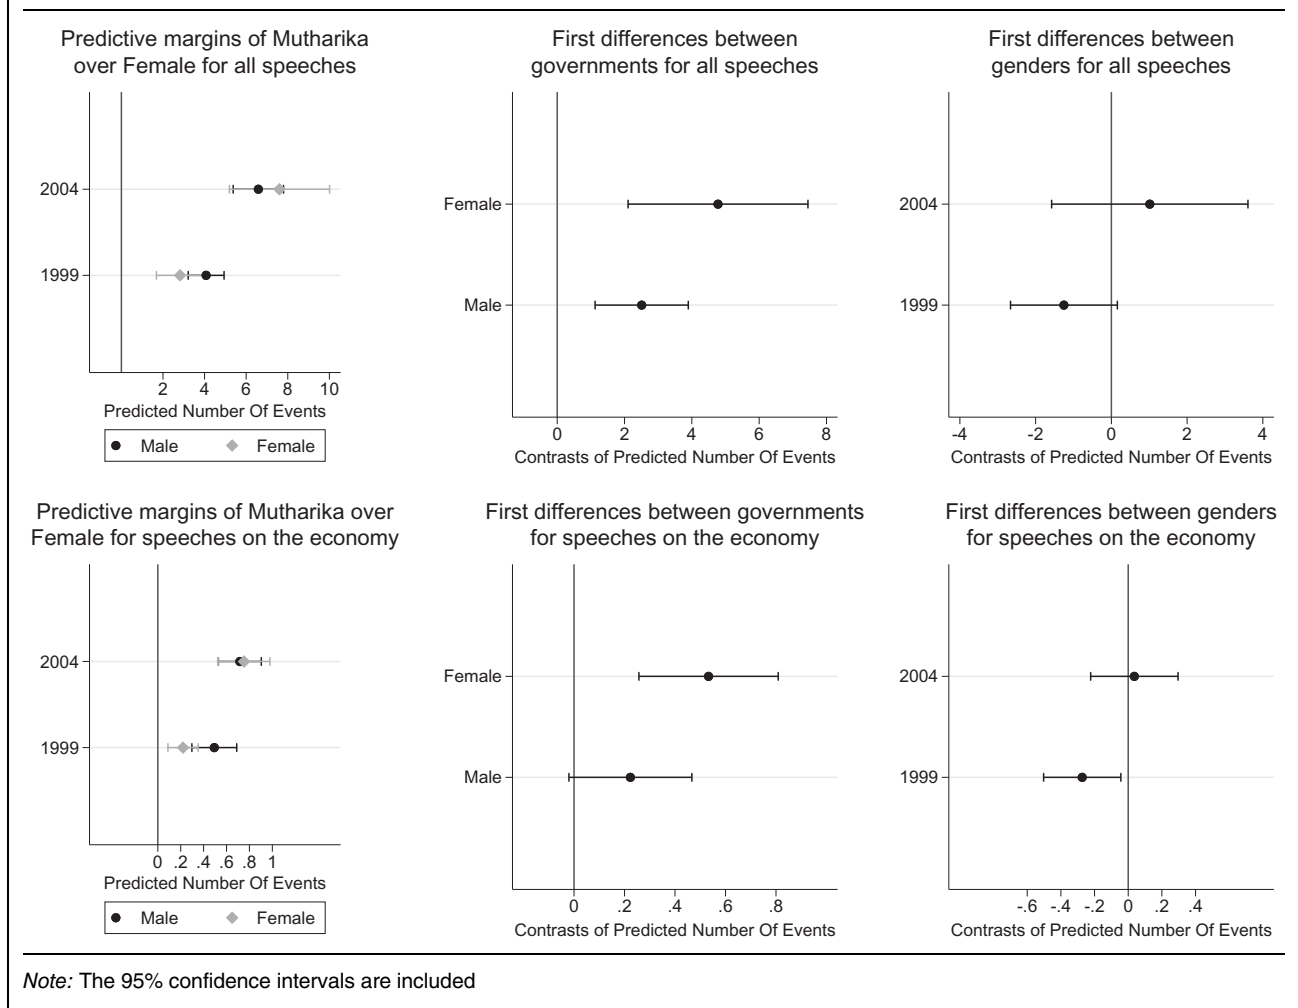 Predictive margins of Mutharika
over Female for all speeches
2004
1999
2 4 6 8 10
Predicted Number Of Events
Male Female
First differences between
governments for all speeches
Female
Male
0 2 4 6 8
Contrasts of Predicted Number Of Events
First differences between
genders for all speeches
2004
1999
-4 -2 0 2 4
Contrasts of Predicted Number Of Events
Predictive margins of Mutharika over
Female for speeches on the economy
2004
1999
0 .2 .4 .6 .8 1
Predicted Number Of Events
Male Female
First differences between governments
for speeches on the economy
Female
Male
0 .2 .4 .6 .8
Contrasts of Predicted Number Of Events
First differences between genders
for speeches on the economy
2004
1999
-.6 -.4 -.2 0 .2 .4
Contrasts of Predicted Number Of Events
Note: The 95% confidence intervals are included